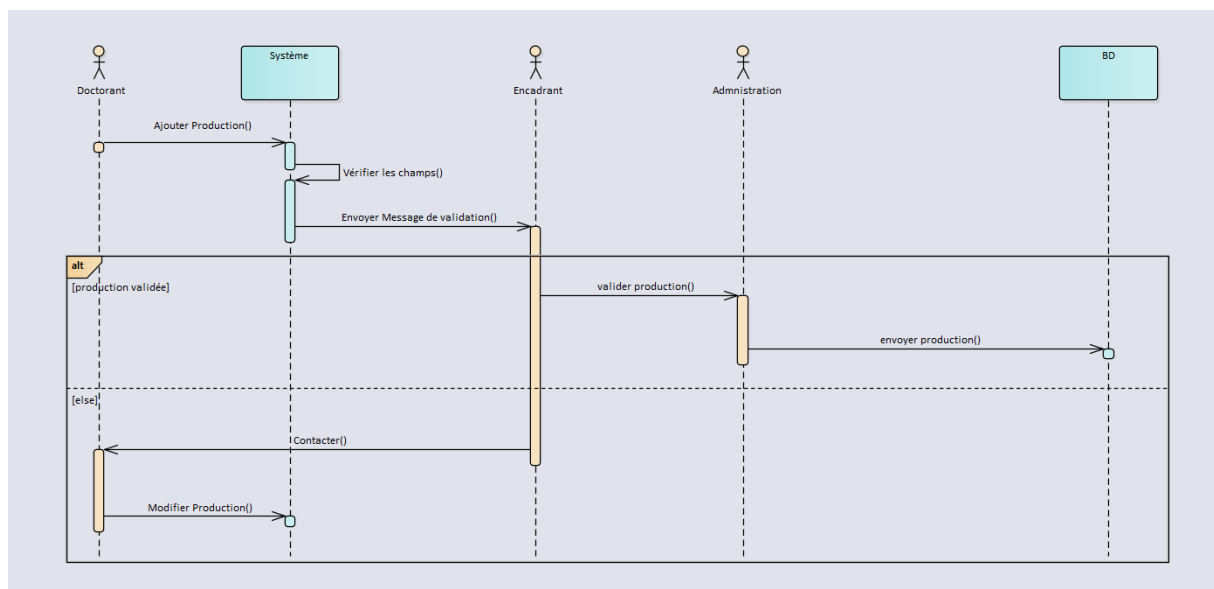 Doctorant
Système
Encadrant
Admnistration
BD
Ajouter Production()
Vérifier les champs()
Envoyer Message de validation()
alt
[production validée]
valider production()
envoyer production()
[else]
Contacter()
Modifier Production()